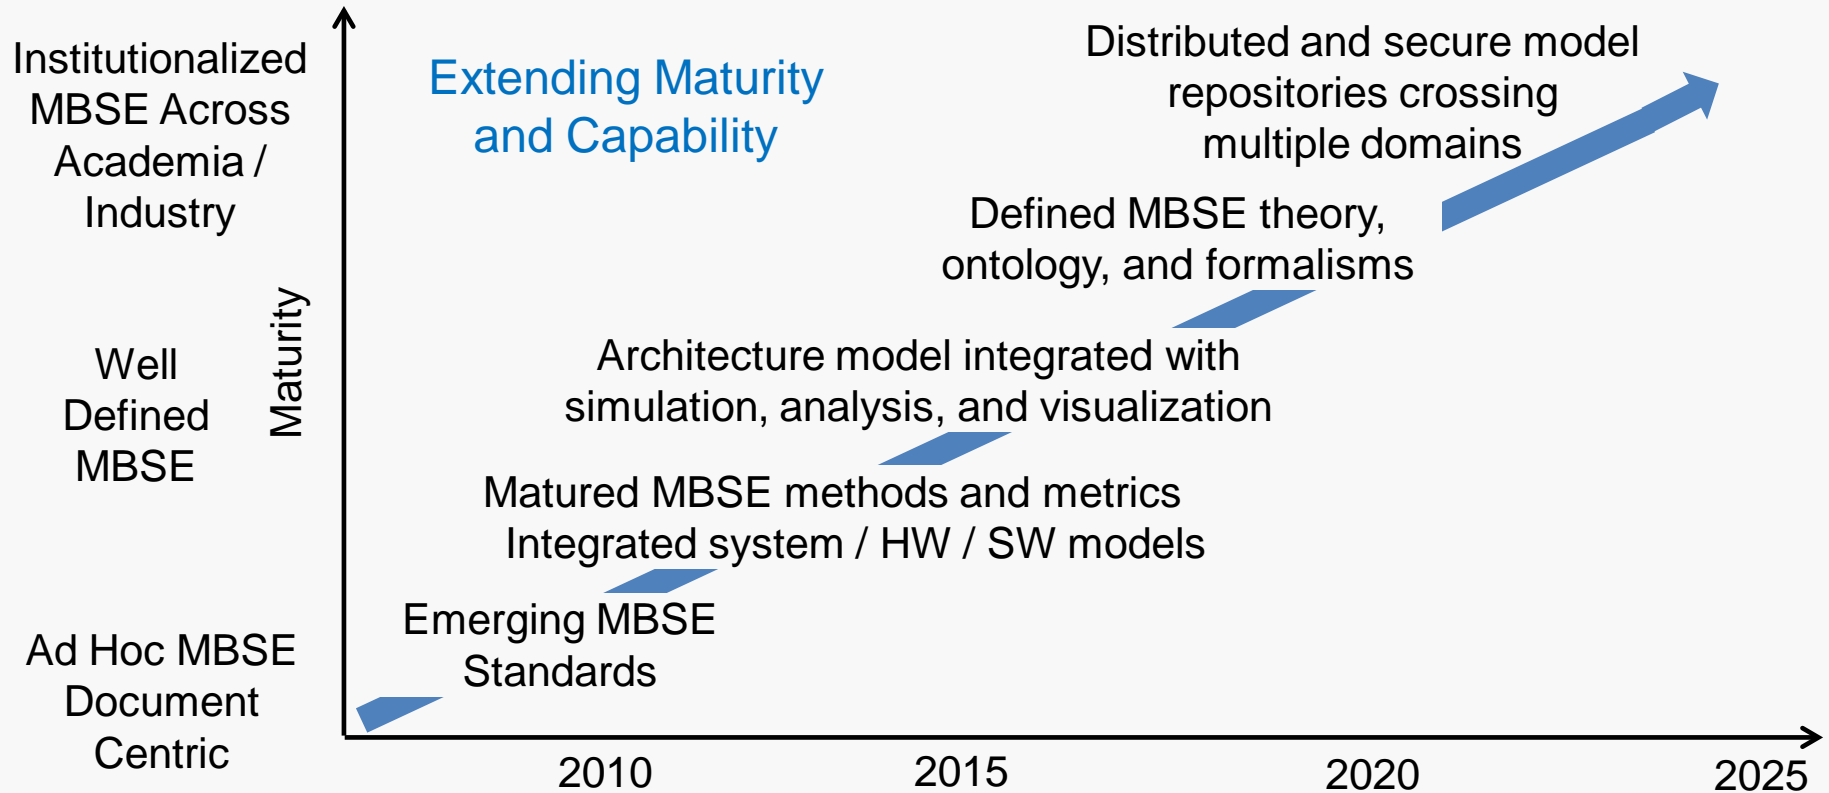 Institutionalized
MBSE Across
Academia /
Industry
Well
Defined
MBSE
Ad Hoc MBSE
Document
Centric
Maturity
Extending Maturity
and Capability
Distributed and secure model
repositories crossing
multiple domains
Defined MBSE theory,
ontology, and formalisms
Architecture model integrated with
simulation, analysis, and visualization
Matured MBSE methods and metrics
Integrated system / HW / SW models
Emerging MBSE
Standards
2010
2015
2020
2025